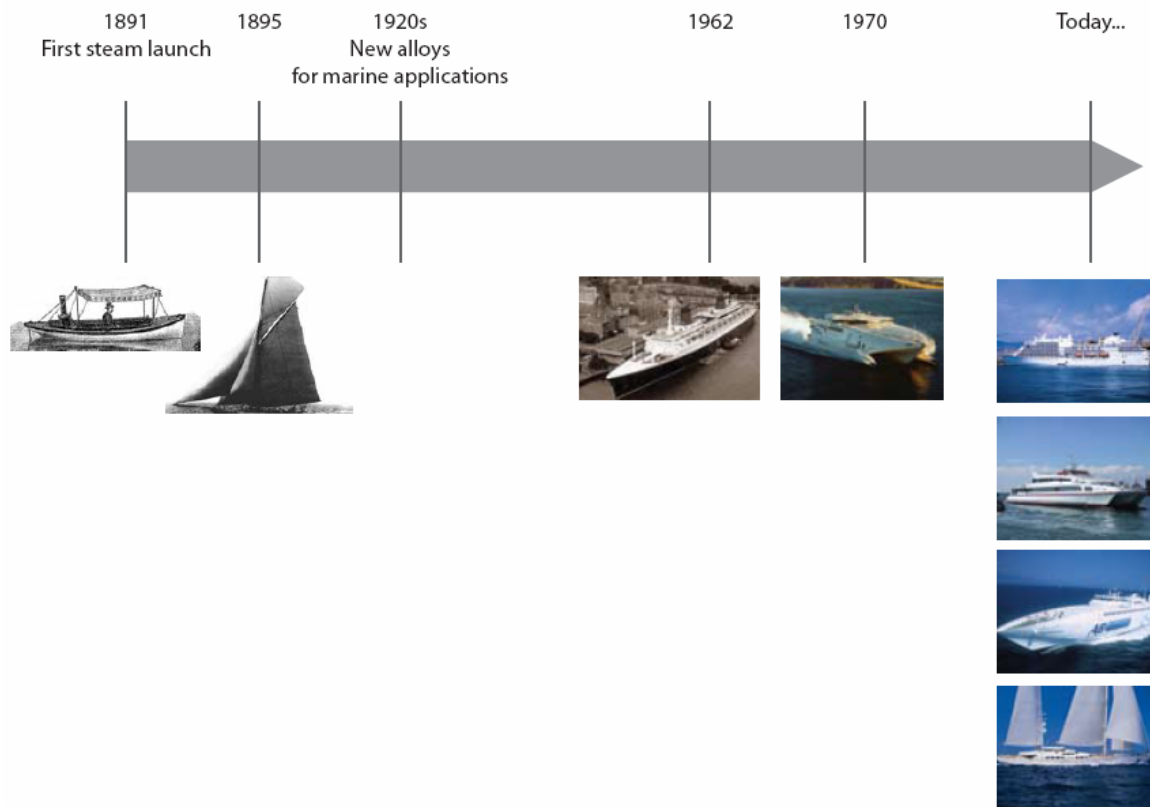 1891
First steam launch
1895
1920s
New alloys
for marine applications
1962
1970
Today...